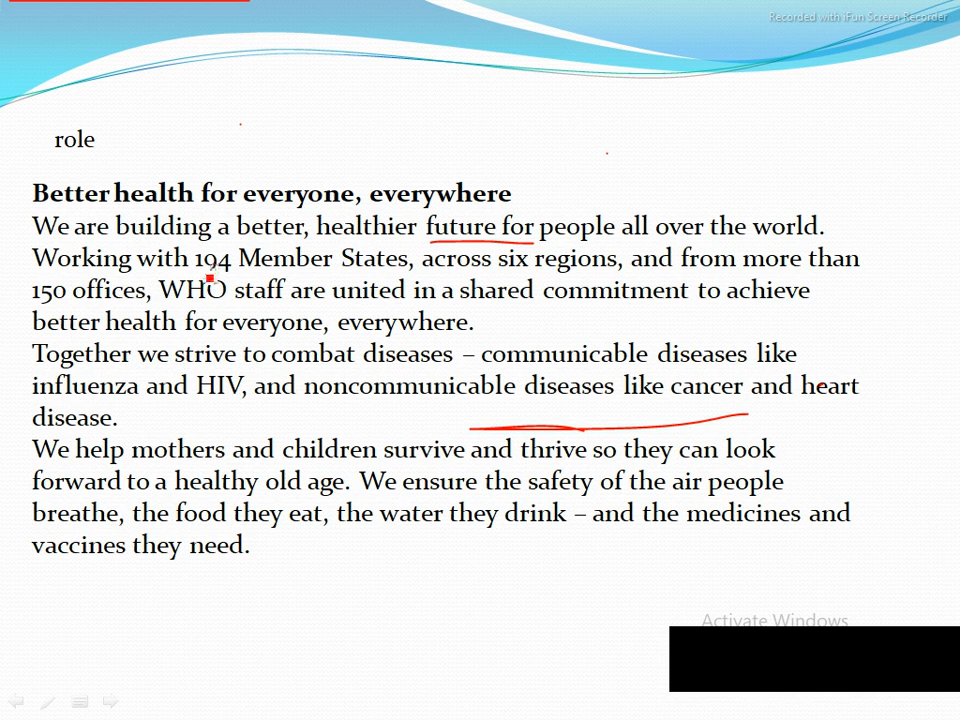 Recorded with iFun Screen Recorder
role
Better health for everyone, everywhere
We are building a better, healthier future for people all over the world.
Working with 194 Member States, across six regions, and from more than
150 offices, WHO staff are united in a shared commitment to achieve
better health for everyone, everywhere.
Together we strive to combat diseases – communicable diseases like
influenza and HIV, and noncommunicable diseases like cancer and heart
disease.
We help mothers and children survive and thrive so they can look
forward to a healthy old age. We ensure the safety of the air people
breathe, the food they eat, the water they drink – and the medicines and
vaccines they need.
Activate Windows